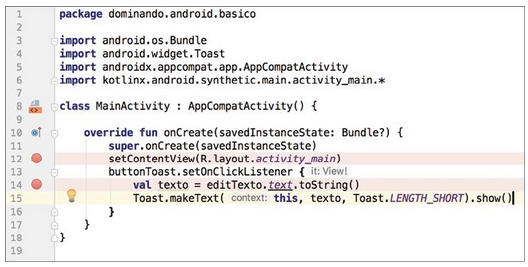 1 package dominando.android.basico
2
3 import android.os.Bundle
4 import android.widget.Toast
5 import androidx.appcompat.app.AppCompatActivity
6 import kotlinx.android.synthetic.main.activity_main.*
7
8 class MainActivity : AppCompatActivity() {
9
10 override fun onCreate(savedInstanceState: Bundle?) {
11 super.onCreate(savedInstanceState)
12 setContentView(R.layout.activity_main)
13 buttonToast.setOnClickListener { it: View!
14 val texto = editTexto.text.toString()
15 Toast.makeText( context: this, texto, Toast.LENGTH_SHORT).show()
16 }
17 }
18 }
19